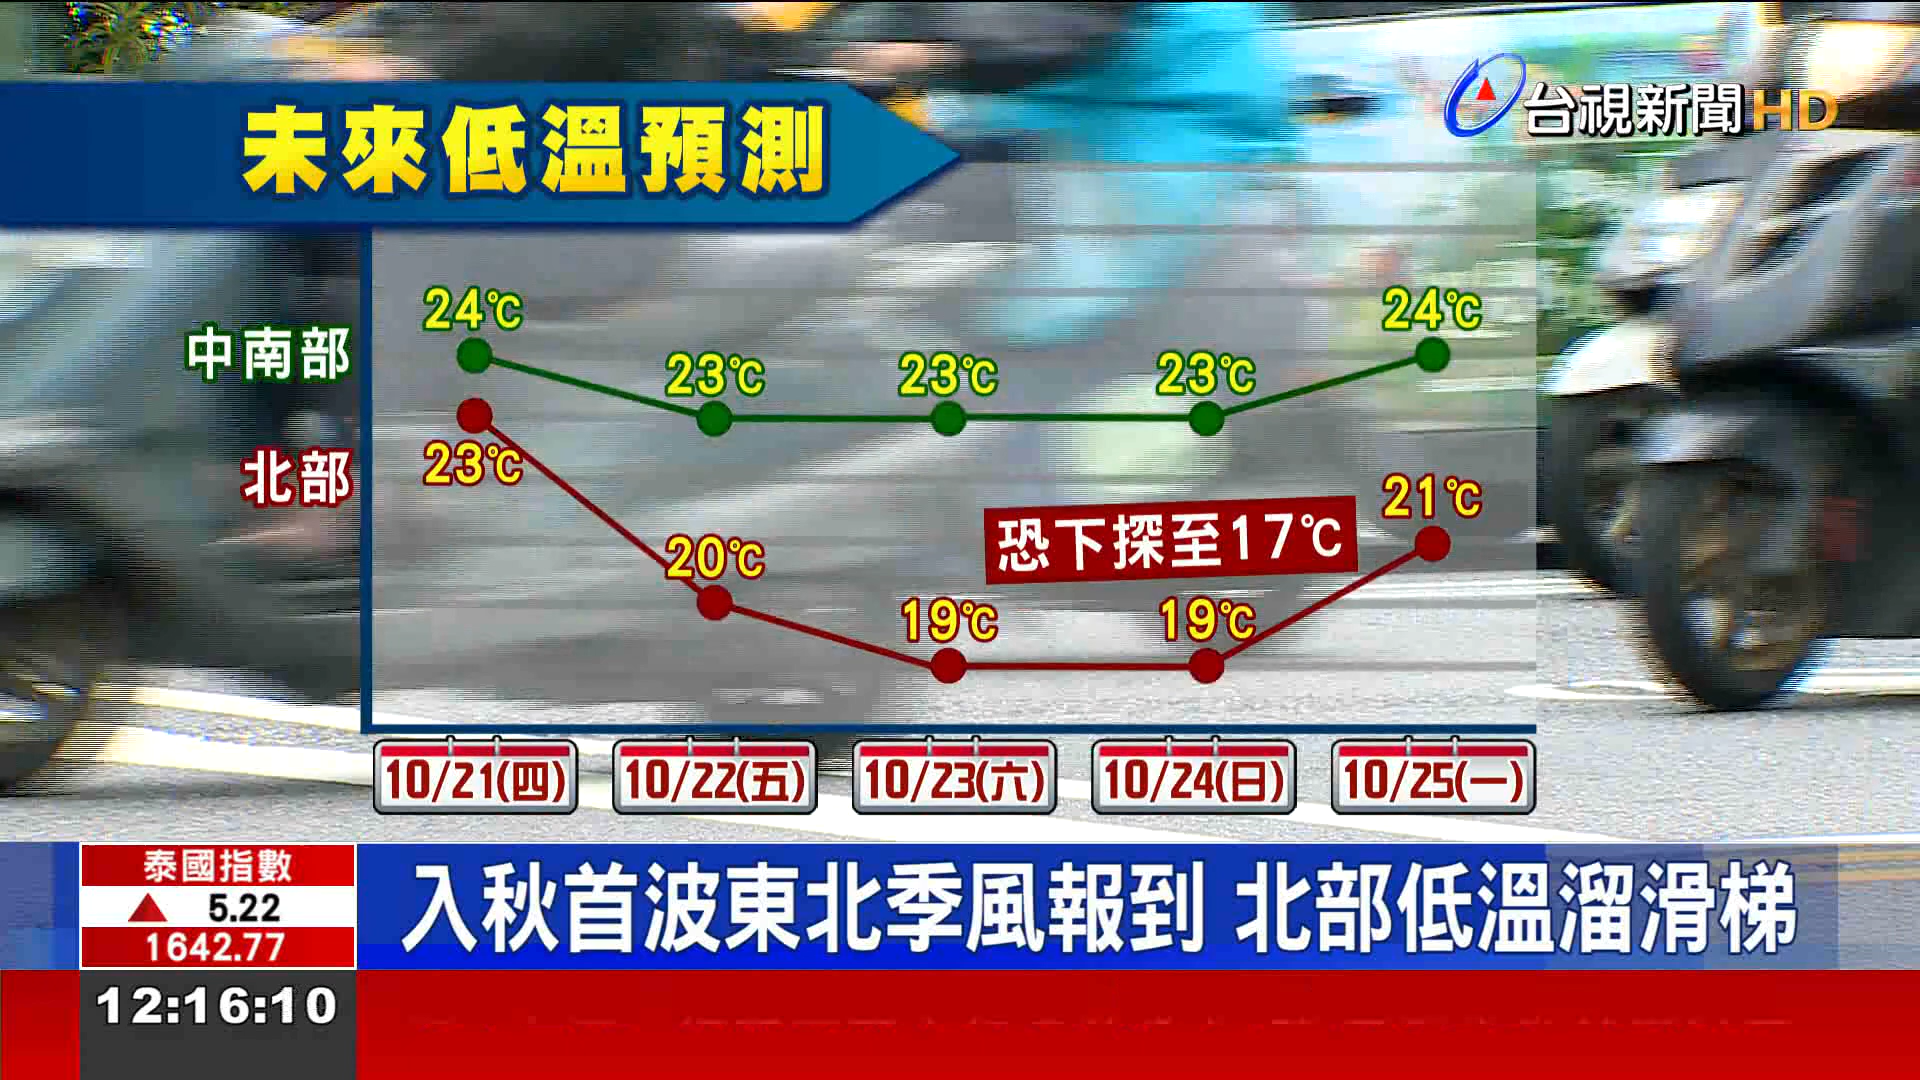 未來低溫預測
台視新聞HD
中南部
24℃
23℃
23℃
23℃
24℃
北部
23℃
20℃
19℃
19℃
21℃
恐下探至17℃
10/21(四)
10/22(五)
10/23(六)
10/24(日)
10/25(一)
泰國指數
▲ 5.22
1642.77
入秋首波東北季風報到 北部低溫溜滑梯
12:16:10